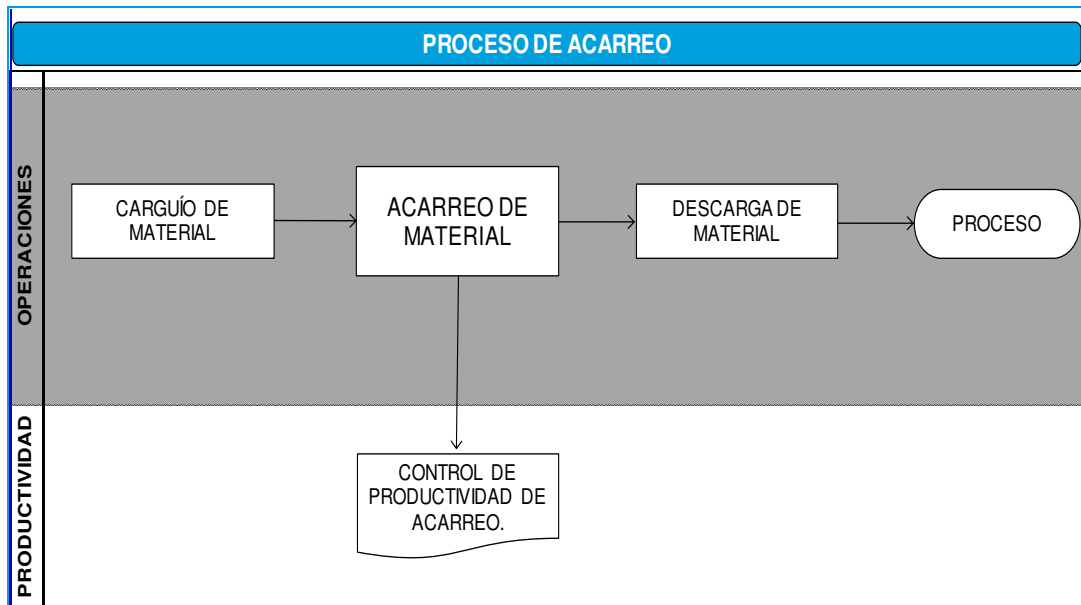 PROCESO DE ACARREO
OPERACIONES
CARGUÍO DE
MATERIAL
ACARREO DE
MATERIAL
DESCARGA DE
MATERIAL
PROCESO
PRODUCTIVIDAD
CONTROL DE
PRODUCTIVIDAD DE
ACARREO.